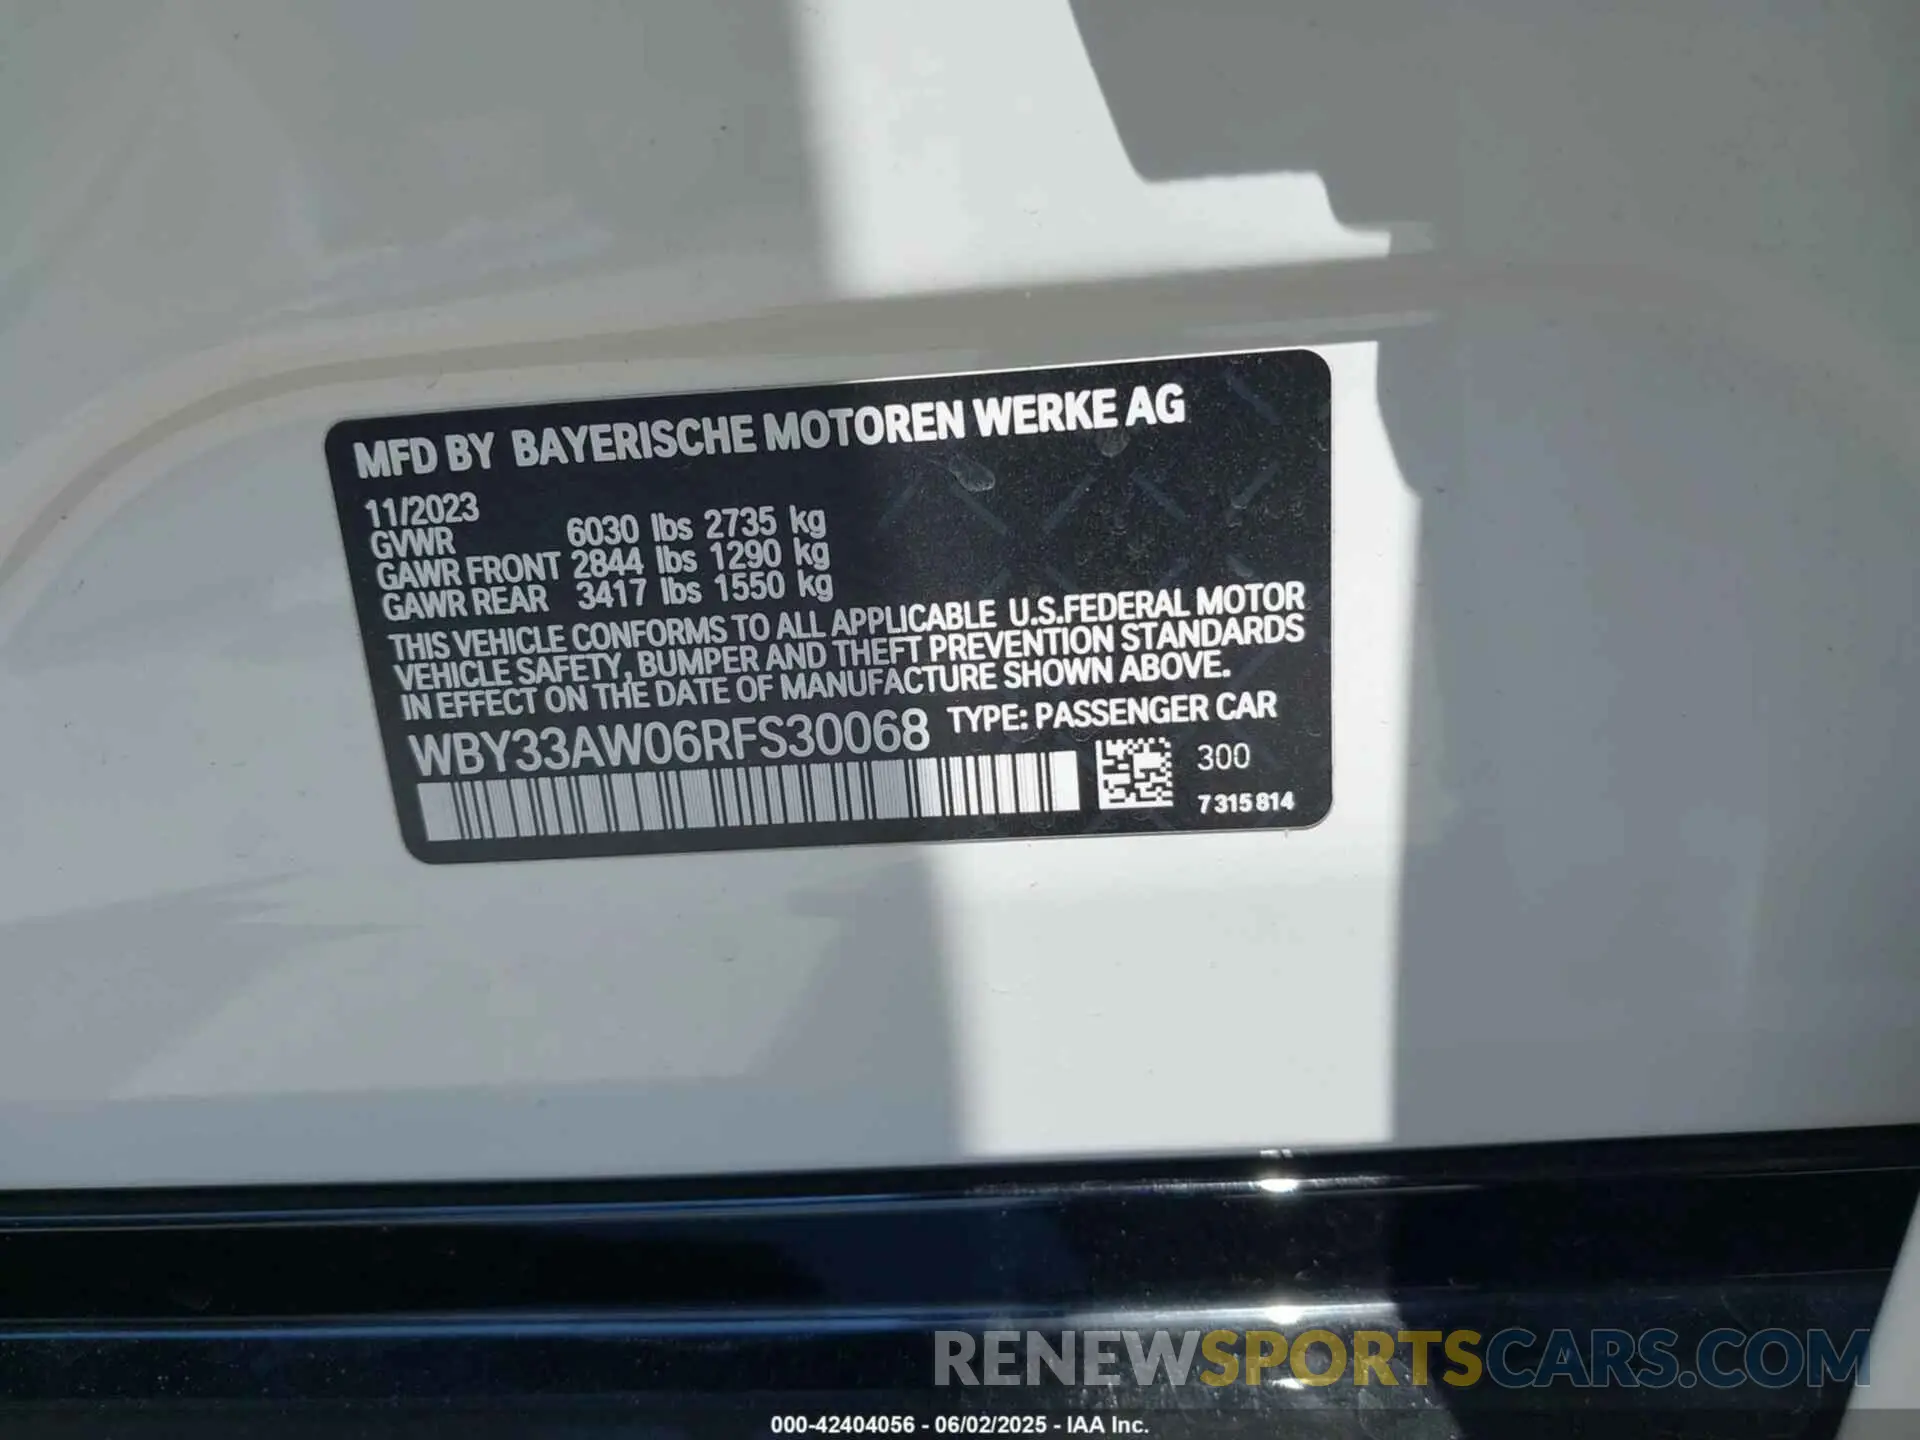 MFD BY BAYERISCHE MOTOREN WERKE AG
11/2023
GVWR 6030 lbs 2735 kg
GAWR FRONT 2844 lbs 1290 kg
GAWR REAR 3417 lbs 1550 kg
THIS VEHICLE CONFORMS TO ALL APPLICABLE U.S.FEDERAL MOTOR
VEHICLE SAFETY, BUMPER AND THEFT PREVENTION STANDARDS
IN EFFECT ON THE DATE OF MANUFACTURE SHOWN ABOVE.
WBY33AW06RFS30068 TYPE: PASSENGER CAR
300
7 315 814
RENEWSPORTSCARS.COM
000-42404056 - 06/02/2025 - IAA Inc.